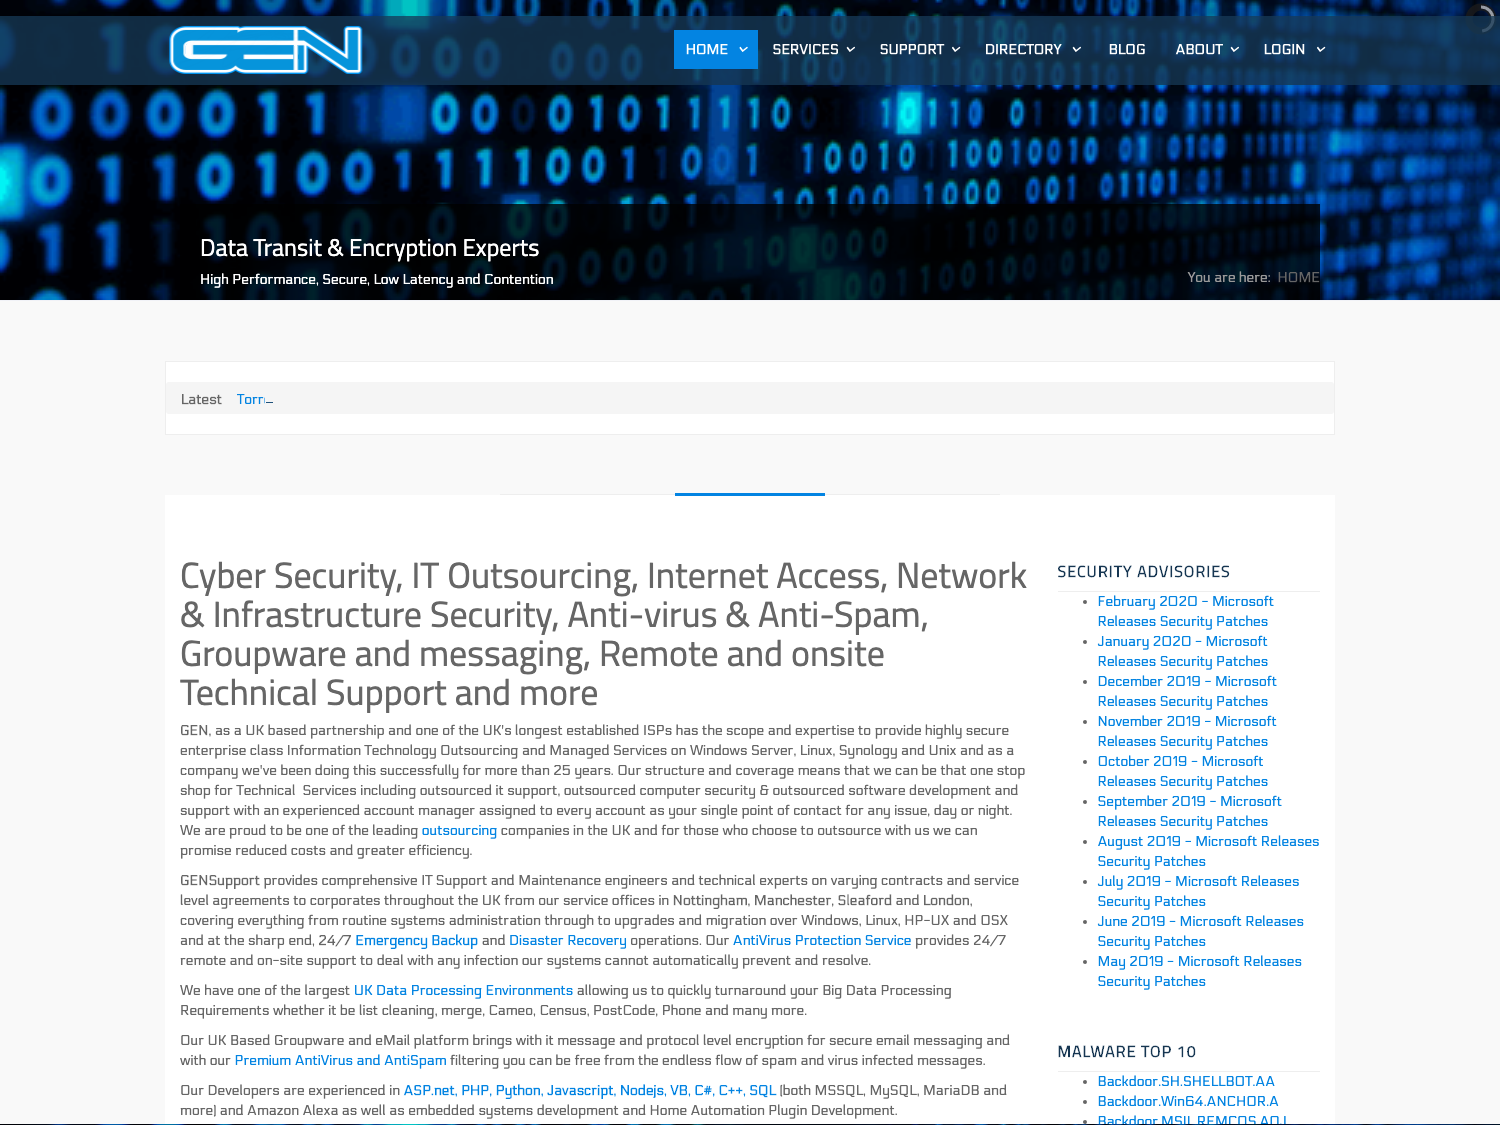 GEN
HOME SERVICES SUPPORT DIRECTORY BLOG ABOUT LOGIN
Data Transit & Encryption Experts
High Performance, Secure, Low Latency and Contention
You are here: HOME
Latest Torr_
Cyber Security, IT Outsourcing, Internet Access, Network
& Infrastructure Security, Anti-virus & Anti-Spam,
Groupware and messaging, Remote and onsite
Technical Support and more
GEN, as a UK based partnership and one of the UK's longest established ISPs has the scope and expertise to provide highly secure
enterprise class Information Technology Outsourcing and Managed Services on Windows Server, Linux, Synology and Unix and as a
company we've been doing this successfully for more than 25 years. Our structure and coverage means that we can be that one stop
shop for Technical Services including outsourced it support, outsourced computer security & outsourced software development and
support with an experienced account manager assigned to every account as your single point of contact for any issue, day or night.
We are proud to be one of the leading outsourcing companies in the UK and for those who choose to outsource with us we can
promise reduced costs and greater efficiency.
GENSupport provides comprehensive IT Support and Maintenance engineers and technical experts on varying contracts and service
level agreements to corporates throughout the UK from our service offices in Nottingham, Manchester, Sleaford and London,
covering everything from routine systems administration through to upgrades and migration over Windows, Linux, HP-UX and OSX
and at the sharp end, 24/7 Emergency Backup and Disaster Recovery operations. Our AntiVirus Protection Service provides 24/7
remote and on-site support to deal with any infection our systems cannot automatically prevent and resolve.
We have one of the largest UK Data Processing Environments allowing us to quickly turnaround your Big Data Processing
Requirements whether it be list cleaning, merge, Cameo, Census, PostCode, Phone and many more.
Our UK Based Groupware and eMail platform brings with it message and protocol level encryption for secure email messaging and
with our Premium AntiVirus and AntiSpam filtering you can be free from the endless flow of spam and virus infected messages.
Our Developers are experienced in ASP.net, PHP, Python, Javascript, Nodejs, VB, C#, C++, SQL (both MSSQL, MySQL, MariaDB and
more) and Amazon Alexa as well as embedded systems development and Home Automation Plugin Development.
SECURITY ADVISORIES
February 2020 - Microsoft
Releases Security Patches
January 2020 - Microsoft
Releases Security Patches
December 2019 - Microsoft
Releases Security Patches
November 2019 - Microsoft
Releases Security Patches
October 2019 - Microsoft
Releases Security Patches
September 2019 - Microsoft
Releases Security Patches
August 2019 - Microsoft Releases
Security Patches
July 2019 - Microsoft Releases
Security Patches
June 2019 - Microsoft Releases
Security Patches
May 2019 - Microsoft Releases
Security Patches
MALWARE TOP 10
Backdoor.SH.SHELLBOT.AA
Backdoor.Win64.ANCHOR.A